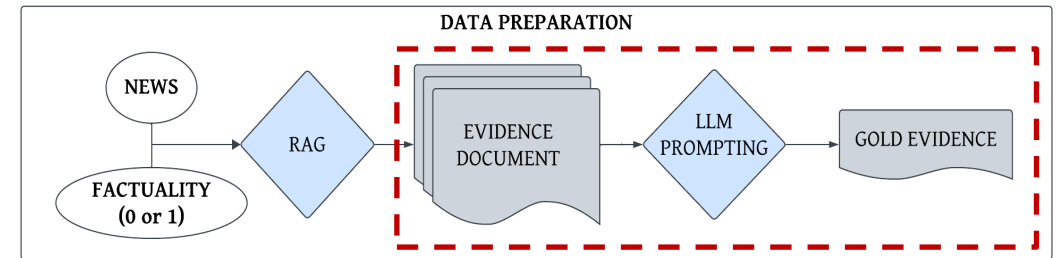 DATA PREPARATION
NEWS
FACTUALITY
(0 or 1)
RAG
EVIDENCE
DOCUMENT
LLM
PROMPTING
GOLD EVIDENCE